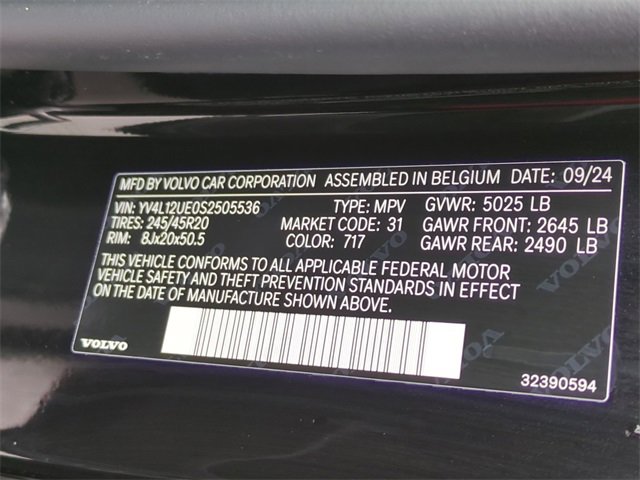 MFD BY VOLVO CAR CORPORATION ASSEMBLED IN BELGIUM DATE: 09/24
VIN: YV4L12UE0S2505536 TYPE: MPV GVWR: 5025 LB
TIRES: 245/45R20 MARKET CODE: 31 GAWR FRONT: 2645 LB
RIM: 8Jx20x50.5 COLOR: 717 GAWR REAR: 2490 LB
THIS VEHICLE CONFORMS TO ALL APPLICABLE FEDERAL MOTOR
VEHICLE SAFETY AND THEFT PREVENTION STANDARDS IN EFFECT
ON THE DATE OF MANUFACTURE SHOWN ABOVE.
VOLVO
32390594